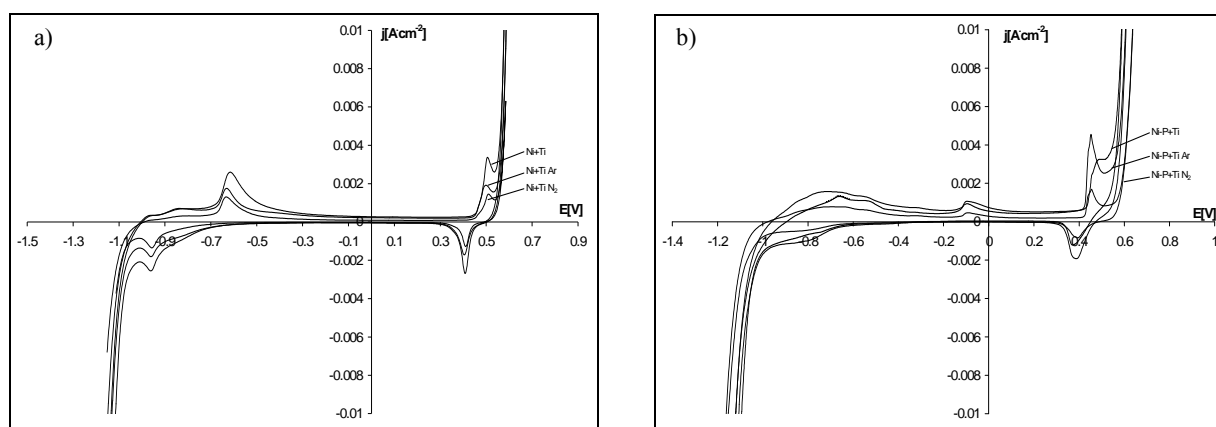 a)
j[A·cm-2]
0.01
0.008
0.006
0.004
0.002
0
-0.002
-0.004
-0.006
-0.008
-0.01
-1.5 -1.3 -1.1 -0.9 -0.7 -0.5 -0.3 -0.1 0.1 0.3 0.5 0.7 0.9
E[V]
Ni+Ti
Ni+Ti Ar
Ni+Ti N2
b)
j[A·cm-2]
0.01
0.008
0.006
0.004
0.002
0
-0.002
-0.004
-0.006
-0.008
-0.01
-1.4 -1.2 -1 -0.8 -0.6 -0.4 -0.2 0 0.2 0.4 0.6 0.8 1
E[V]
Ni-P+Ti
Ni-P+Ti Ar
Ni-P+Ti N2